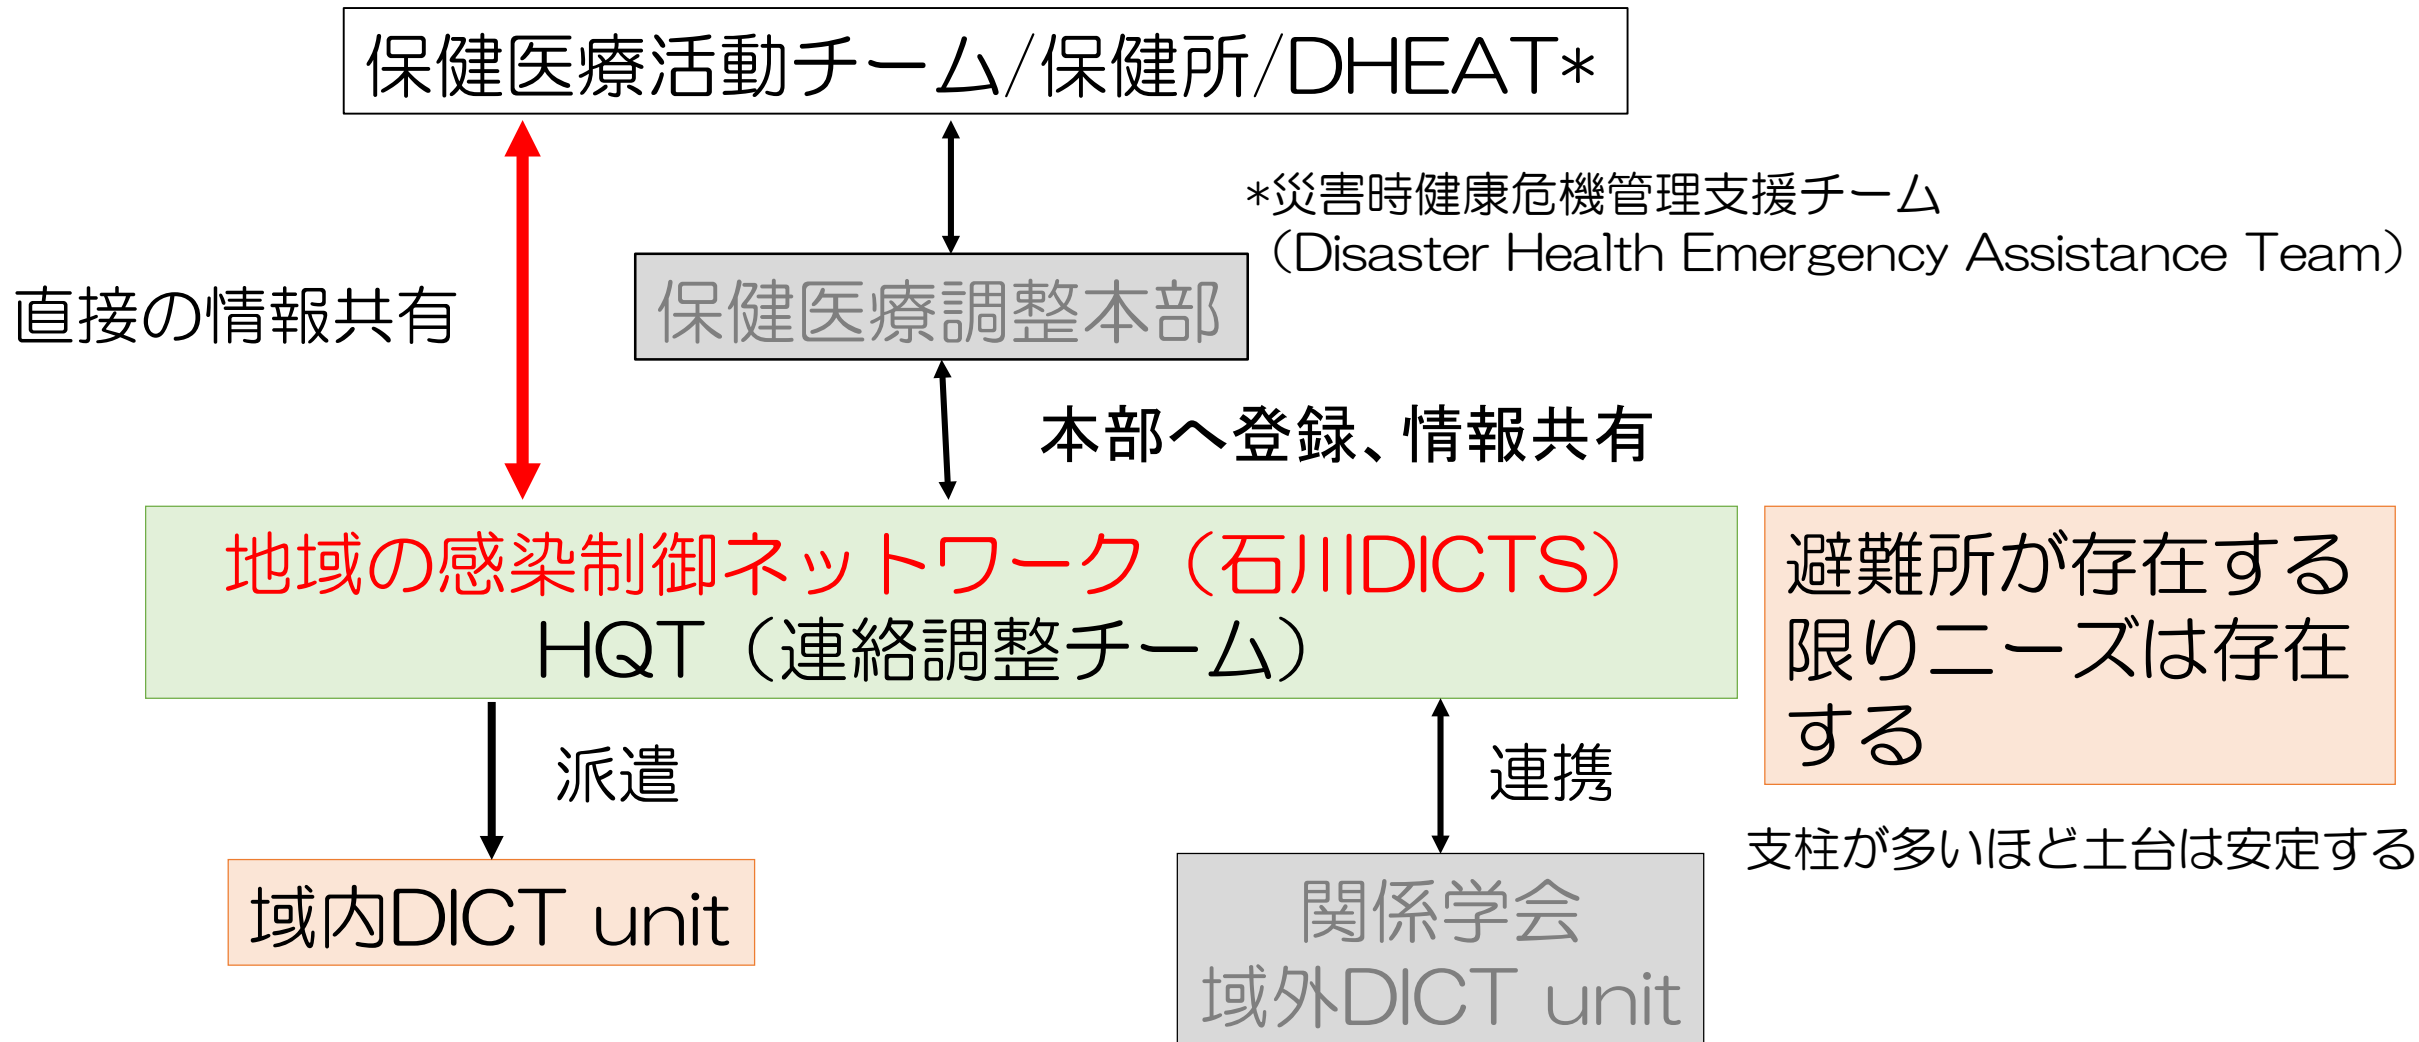 保健医療活動チーム/保健所/DHEAT*
*災害時健康危機管理支援チーム
（Disaster Health Emergency Assistance Team）
直接の情報共有
保健医療調整本部
本部へ登録、情報共有
地域の感染制御ネットワーク（石川DICTS）
HQT（連絡調整チーム）
避難所が存在する
限りニーズは存在
する
派遣
連携
支柱が多いほど土台は安定する
域内DICT unit
関係学会
域外DICT unit